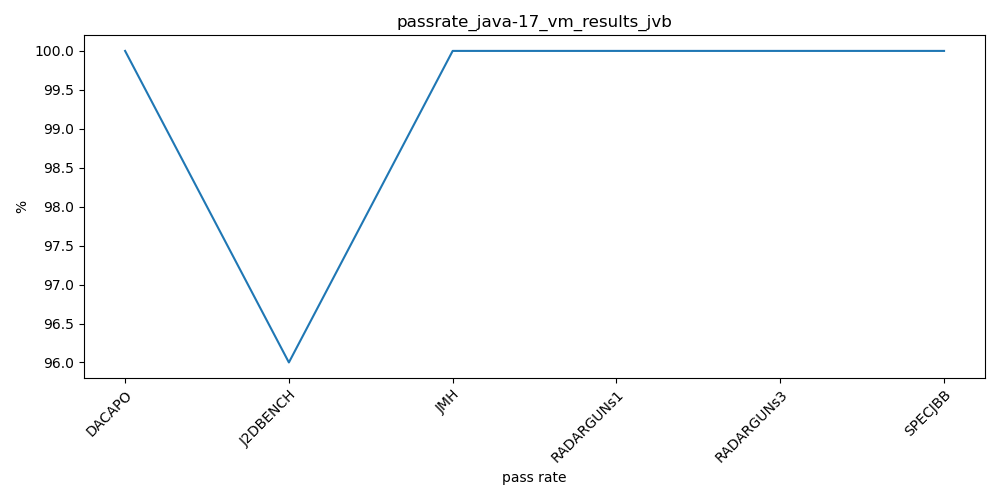 passrate_java-17_vm_results_jvb
100.0
99.5
99.0
98.5
98.0
97.5
97.0
96.5
96.0
%
DACAPO
J2DBENCH
JMH
RADARGUNs1
RADARGUNs3
SPECJBB
pass rate